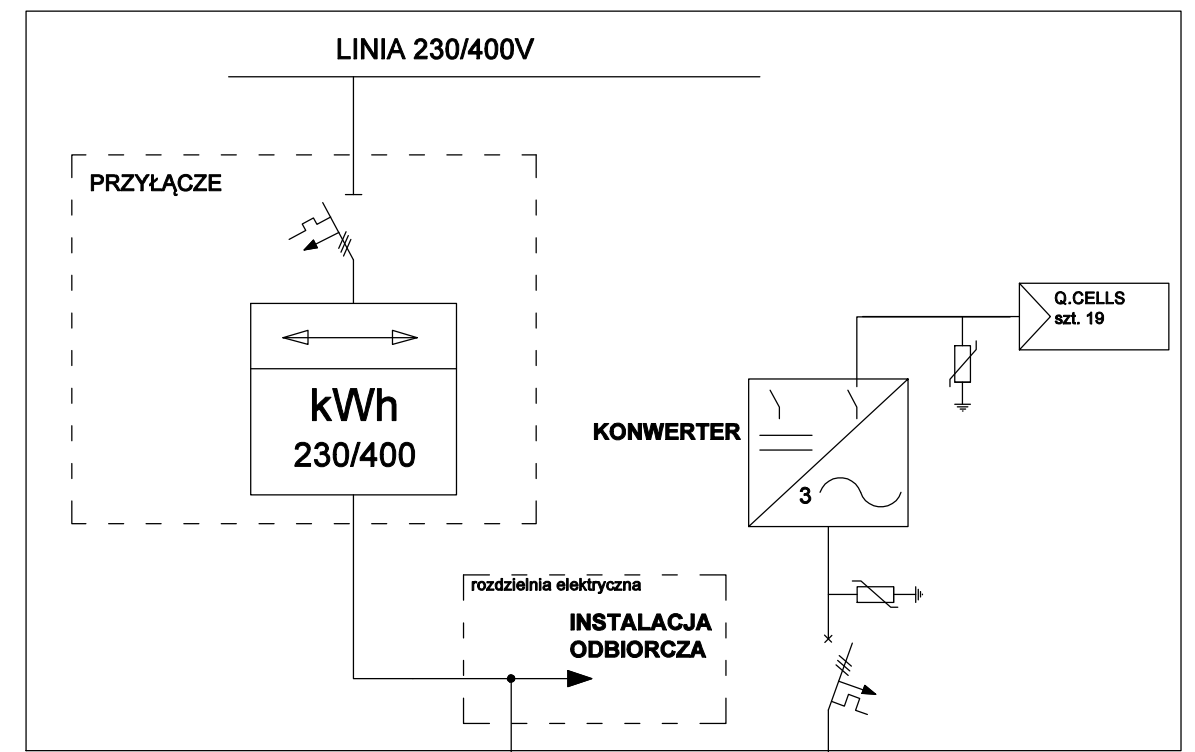 LINIA 230/400V
PRZYŁĄCZE
kWh
230/400
Q.CELLS
szt. 19
KONWERTER
3
rozdzielnia elektryczna
INSTALACJA
ODBIORCZA